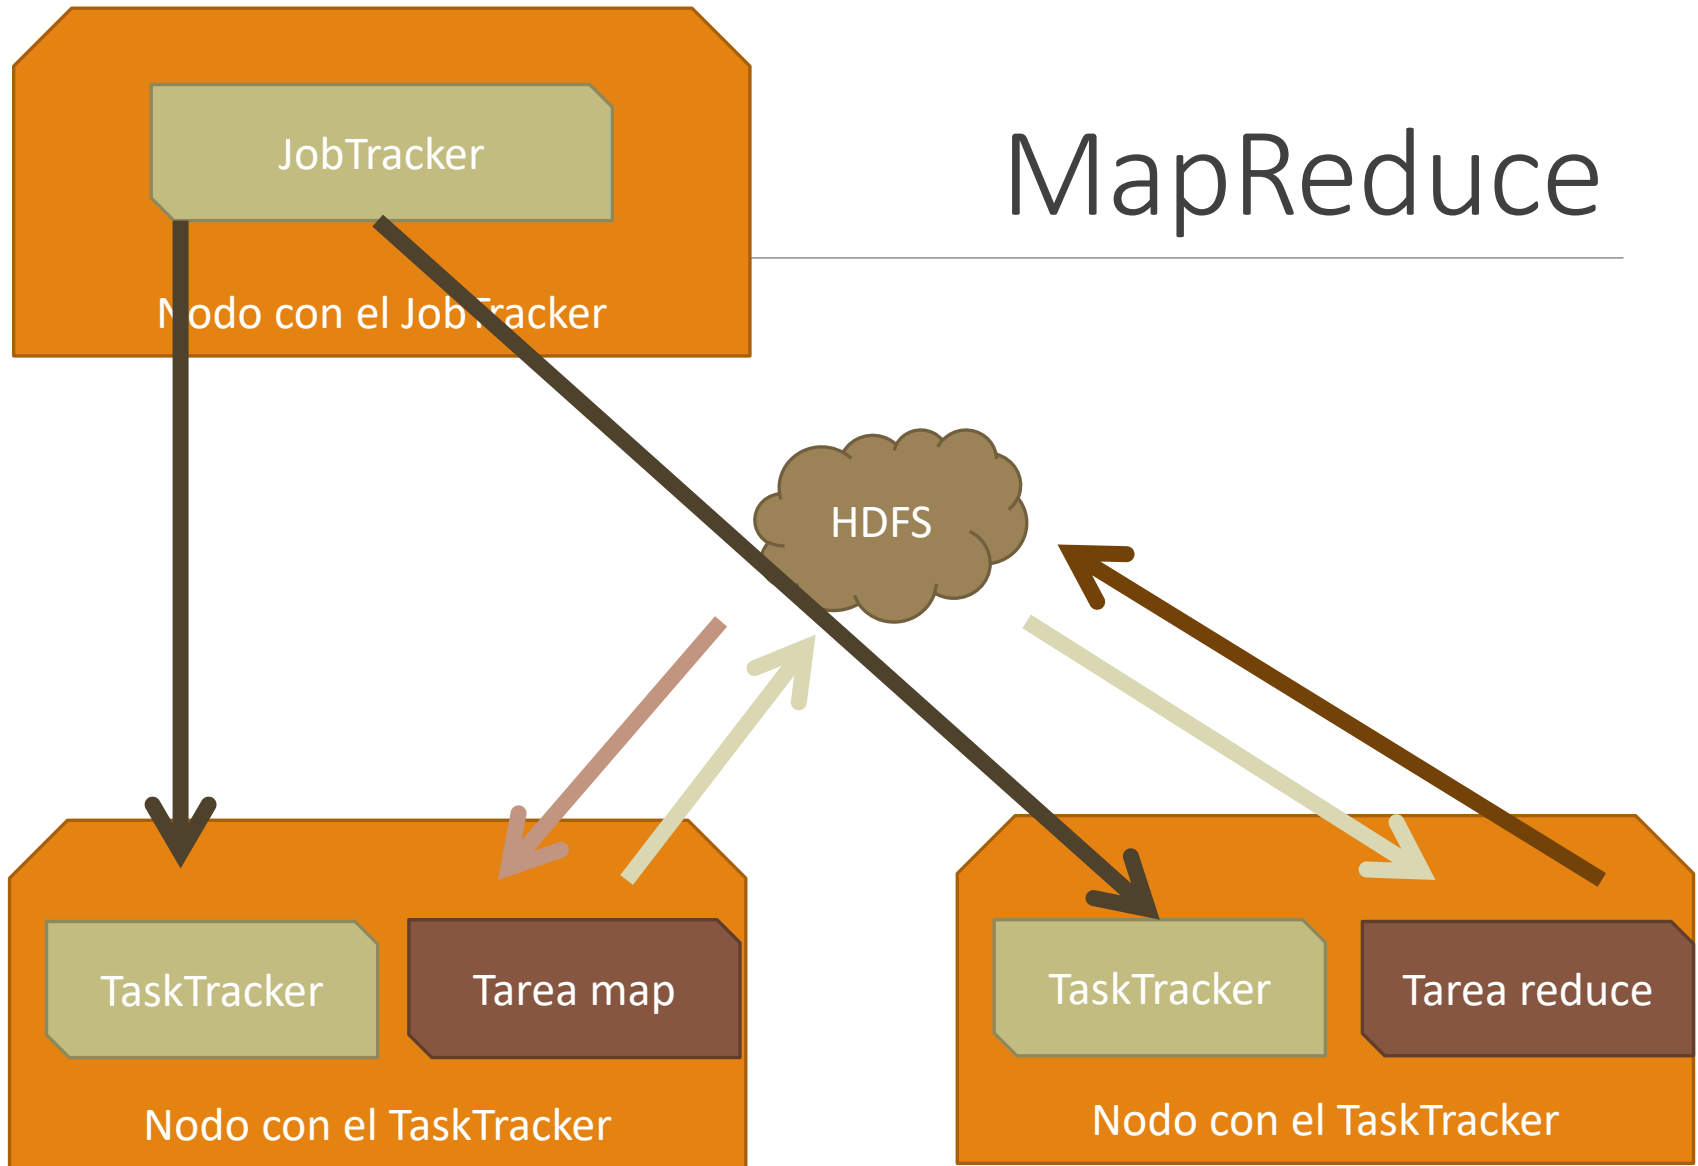 JobTracker
MapReduce
Nodo con el JobTracker
HDFS
TaskTracker
Tarea map
TaskTracker
Tarea reduce
Nodo con el TaskTracker
Nodo con el TaskTracker